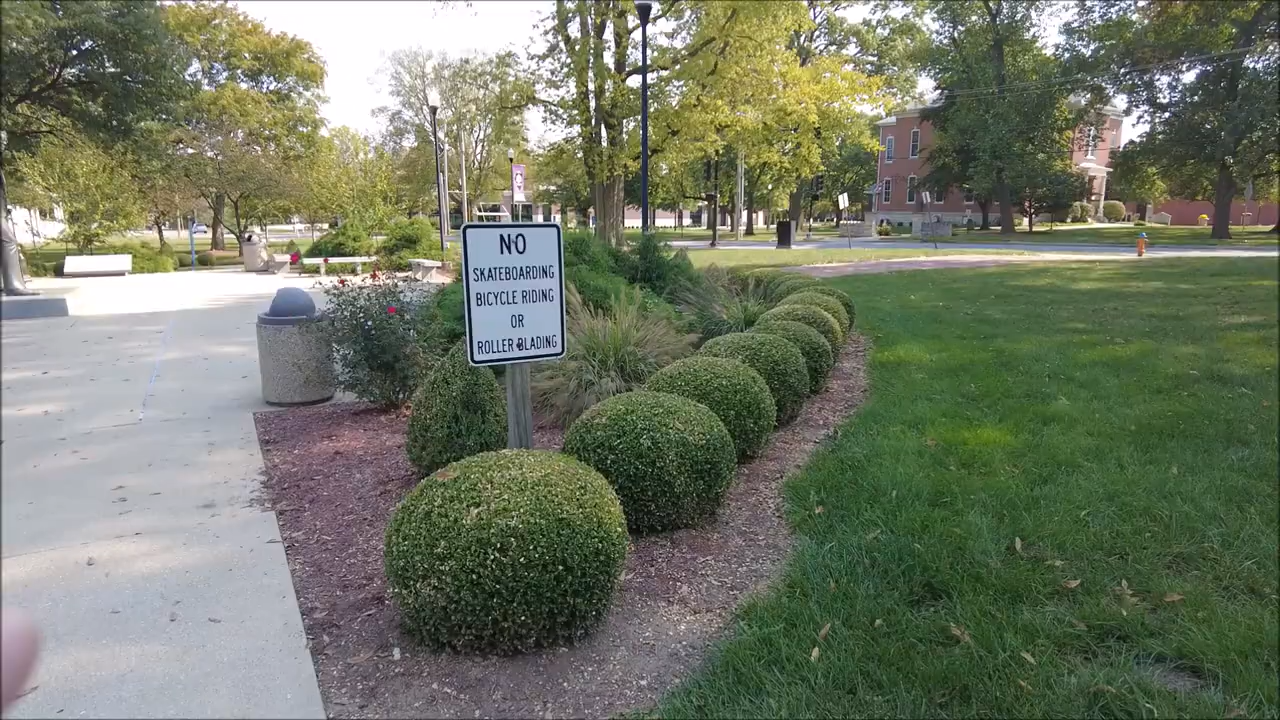 NO
SKATEBOARDING
BICYCLE RIDING
OR
ROLLER BLADING